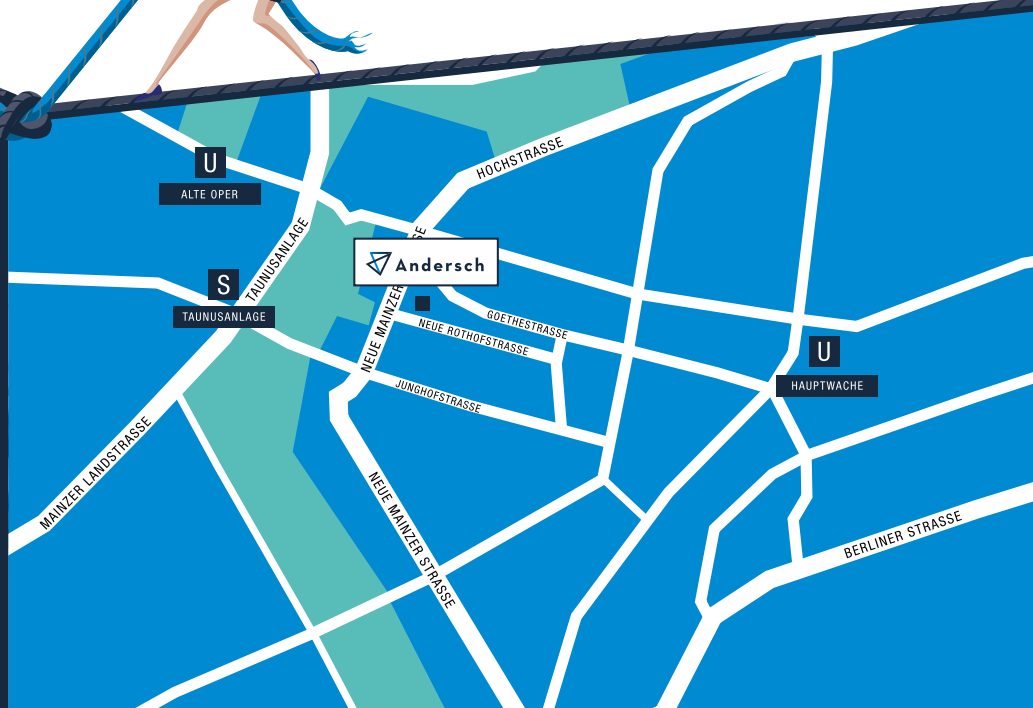 HOCHSTRASSE
U
ALTE OPER
TAUNUSANLAGE
Andersch
S
TAUNUSANLAGE
NEUE MAINZER SE
GOETHESTRASSE
NEUE ROTHOFSTRASSE
U
HAUPTWACHE
JUNGHOFSTRASSE
MAINZER LANDSTRASSE
NEUE MAINZER STRASSE
BERLINER STRASSE